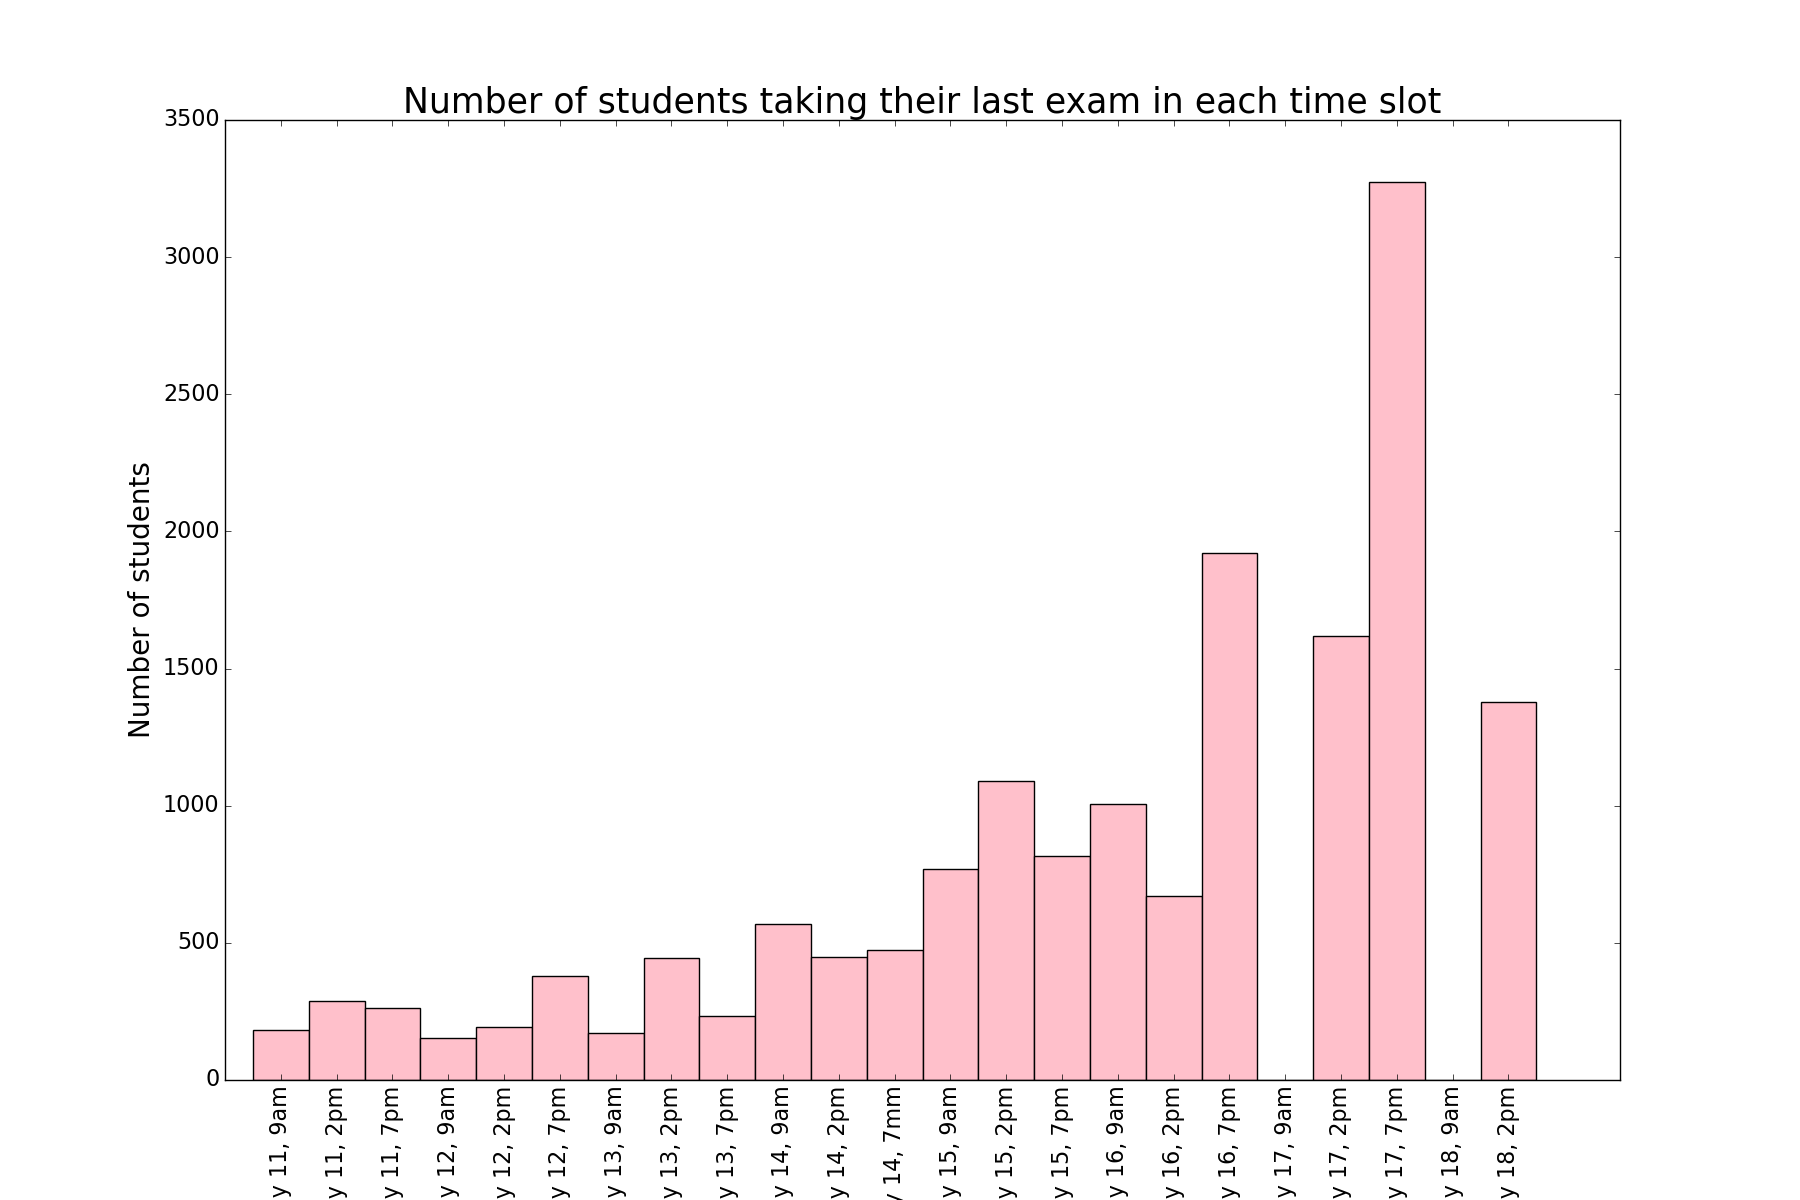 Number of students taking their last exam in each time slot
Number of students
3500
3000
2500
2000
1500
1000
500
0
y 11, 9am
y 11, 2pm
y 11, 7pm
y 12, 9am
y 12, 2pm
y 12, 7pm
y 13, 9am
y 13, 2pm
y 13, 7pm
y 14, 9am
y 14, 2pm
y 14, 7mm
y 15, 9am
y 15, 2pm
y 15, 7pm
y 16, 9am
y 16, 2pm
y 16, 7pm
y 17, 9am
y 17, 2pm
y 17, 7pm
y 18, 9am
y 18, 2pm